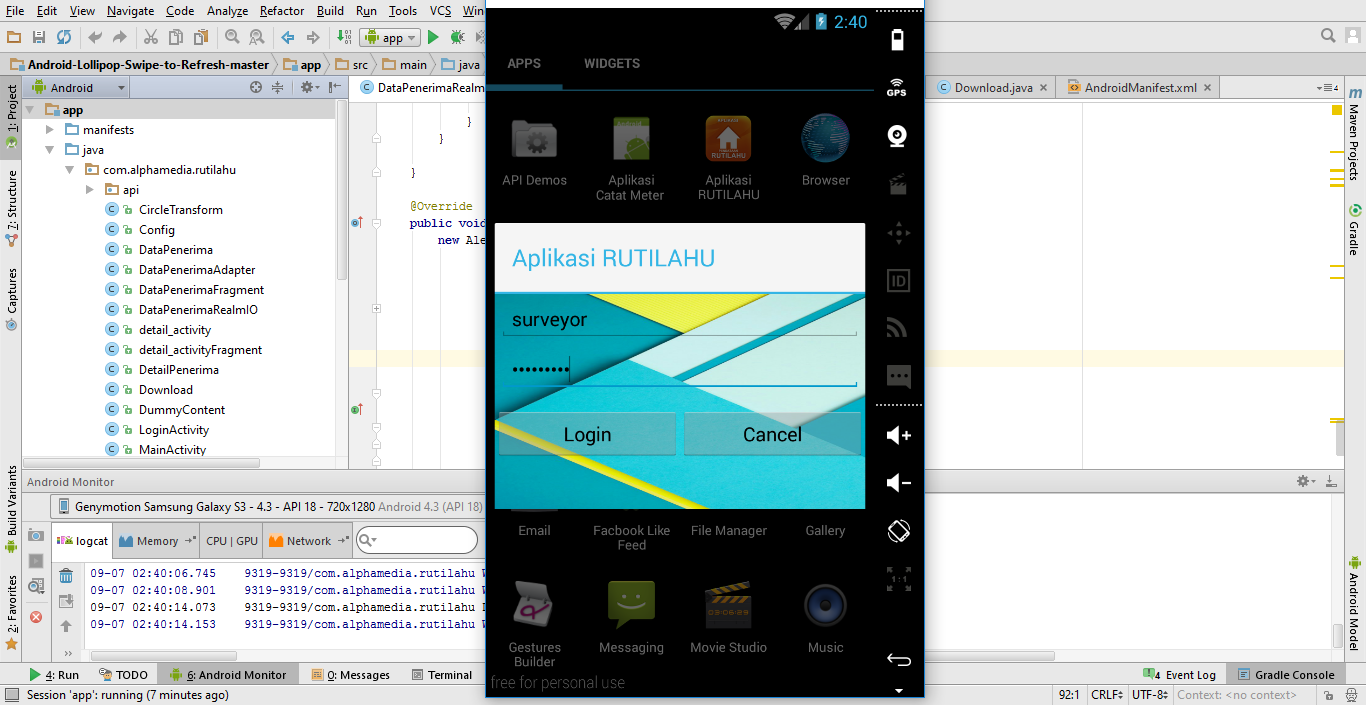 File Edit View Navigate Code Analyze Refactor Build Run Tools VCS
app
Android-Lollipop-Swipe-to-Refresh-master app src main java
Android
DataPenerimaRealm
Download.java
AndroidManifest.xml
1: Project
7: Structure
Captures
Build Variants
2: Favorites
app
manifests
java
com.alphamedia.rutilahu
api
CircleTransform
Config
DataPenerima
DataPenerimaAdapter
DataPenerimaFragment
DataPenerimaRealmIO
detail_activity
detail_activityFragment
DetailPenerima
Download
DummyContent
LoginActivity
MainActivity
}
}
}
@Override
public void
new Ale
2:40
APPS WIDGETS
API Demos
Aplikasi
Catat Meter
Aplikasi
RUTILAHU
Browser
RUTILAHU
Aplikasi RUTILAHU
surveyor
•••••••••
Login Cancel
Email
Facbook Like
Feed
File Manager
Gallery
Gestures
Builder
Messaging
Movie Studio
Music
free for personal use
GPS
ID
1:1
m
Maven Projects
Gradle
Android Model
Android Monitor
Genymotion Samsung Galaxy S3 - 4.3 - API 18 - 720x1280 Android 4.3 (API 18)
logcat Memory CPU | GPU Network
09-07 02:40:06.745 9319-9319/com.alphamedia.rutilahu
09-07 02:40:08.901 9319-9319/com.alphamedia.rutilahu
09-07 02:40:14.073 9319-9319/com.alphamedia.rutilahu
09-07 02:40:14.153 9319-9319/com.alphamedia.rutilahu
4: Run TODO 6: Android Monitor 0: Messages Terminal
4 Event Log Gradle Console
Session 'app': running (7 minutes ago)
92:1 CRLF UTF-8 Context: <no context>